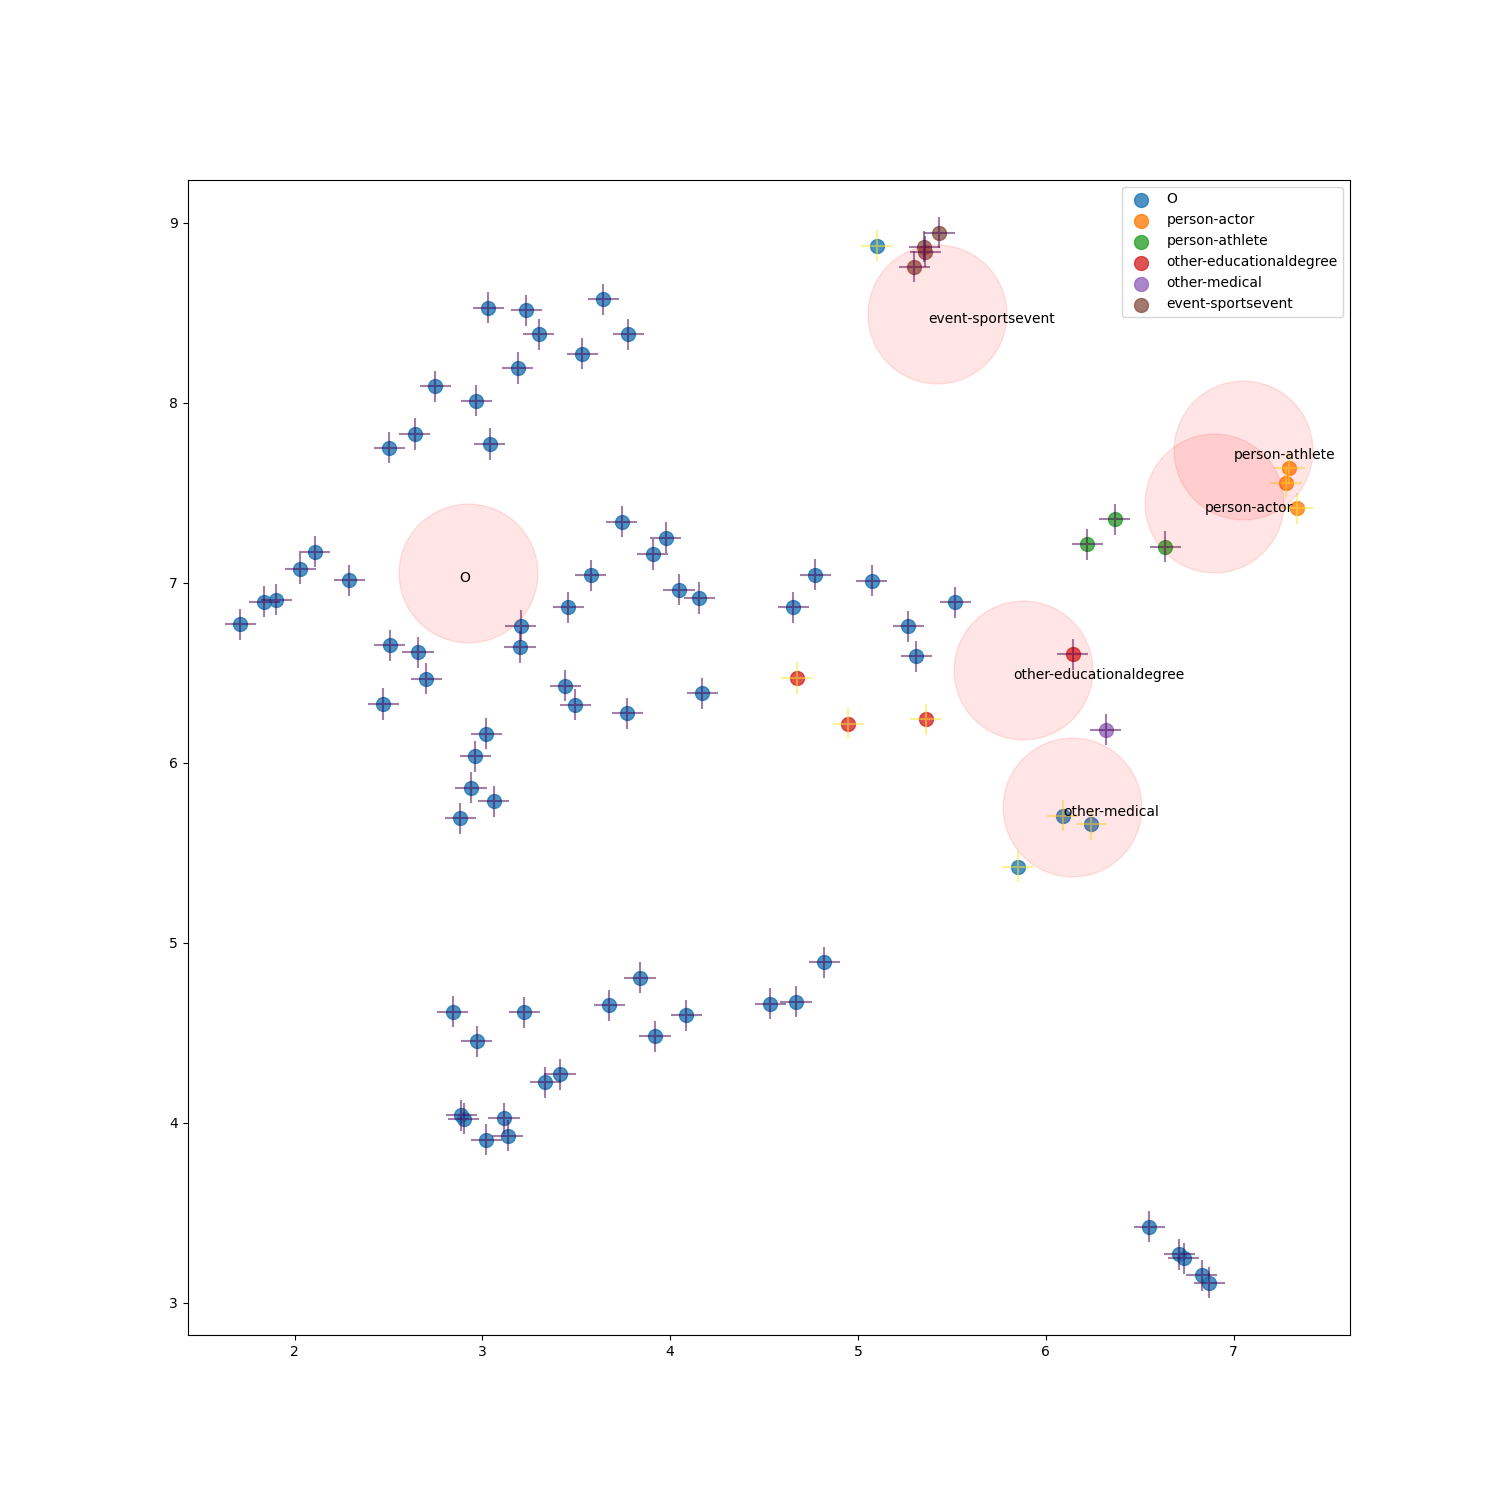 O
person-actor
person-athlete
other-educationaldegree
other-medical
event-sportsevent
9
8
7
6
5
4
3
event-sportsevent
person-athlete
person-actor
O
other-educationaldegree
other-medical
2 3 4 5 6 7